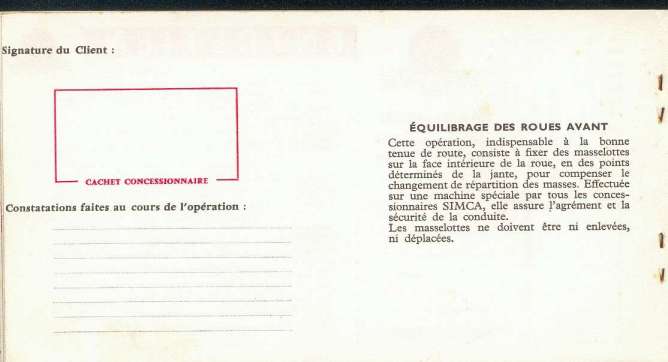 Signature du Client :
CACHET CONCESSIONNAIRE
Constatations faites au cours de l'opération :
ÉQUILIBRAGE DES ROUES AVANT
Cette opération, indispensable à la bonne
tenue de route, consiste à fixer des masselottes
sur la face intérieure de la roue, en des points
déterminés de la jante, pour compenser le
changement de répartition des masses. Effectuée
sur une machine spéciale par tous les conces-
sionnaires SIMCA, elle assure l'agrément et la
sécurité de la conduite.
Les masselottes ne doivent être ni enlevées,
ni déplacées.